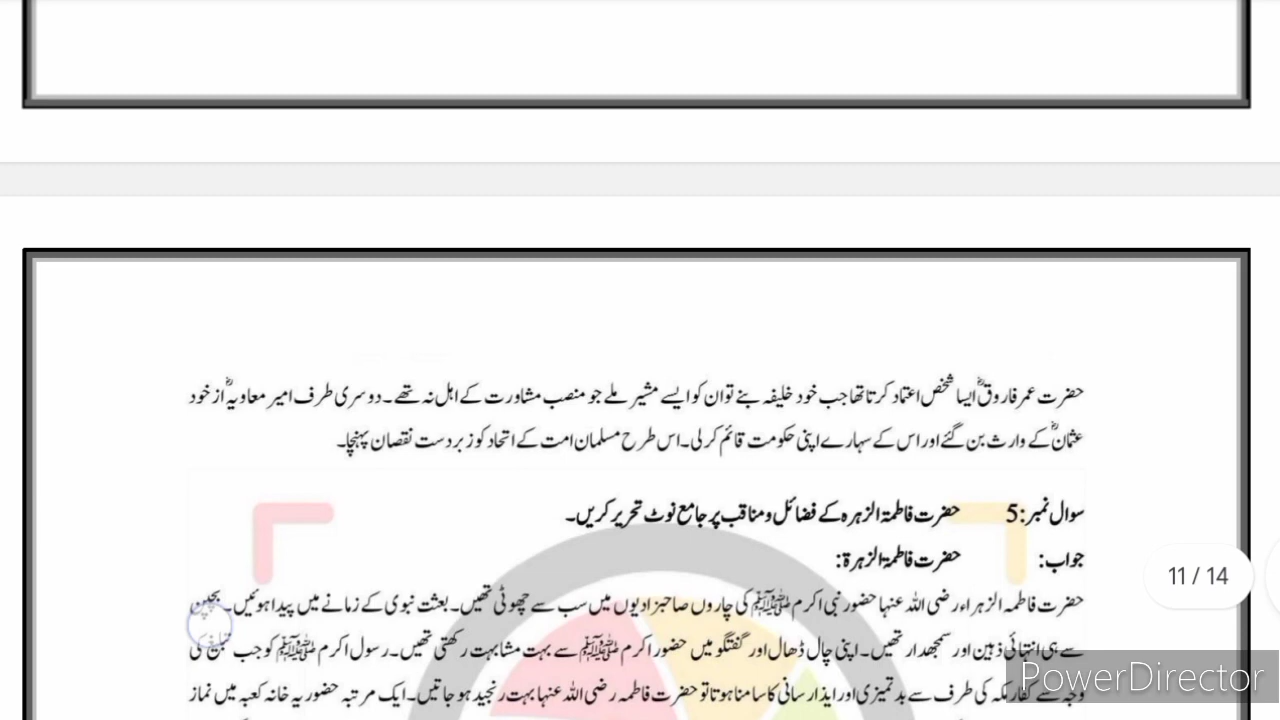 حضرت عمر فاروقؓ ایسا شخص اعتماد کرتا تھا جب خود خلیفہ بنے تو ان کو ایسے مشیر ملے جو منصب مشاورت کے اہل نہ تھے۔ دوسری طرف امیر معاویہؓ از خود
عثمانؓ کے وارث بن گئے اور اس کے سہارے اپنی حکومت قائم کر لی۔ اس طرح مسلمان امت کے اتحاد کو زبردست نقصان پہنچا۔
سوال نمبر:5 حضرت فاطمۃ الزہرہ کے فضائل و مناقب پر جامع نوٹ تحریر کریں۔
جواب: حضرت فاطمۃ الزہرۃ:
حضرت فاطمہ الزہراء رضی اللہ عنہا حضور نبی اکرم ﷺ کی چاروں صاحبزادیوں میں سب سے چھوٹی تھیں۔ بعثت نبوی کے زمانے میں پیدا ہوئیں۔ بچپن
سے ہی انتہائی ذہین اور سمجھدار تھیں۔ اپنی چال ڈھال اور گفتگو میں حضور اکرم ﷺ سے بہت مشابہت رکھتی تھیں۔ رسول اکرم ﷺ کو جب تبلیغ کی
وجہ سے کفار مکہ کی طرف سے بدتمیزی اور ایذا رسانی کا سامنا ہوتا تو حضرت فاطمہ رضی اللہ عنہا بہت رنجید ہو جاتیں۔ ایک مرتبہ حضور یہ خانہ کعبہ میں نماز
11 / 14
PowerDirector